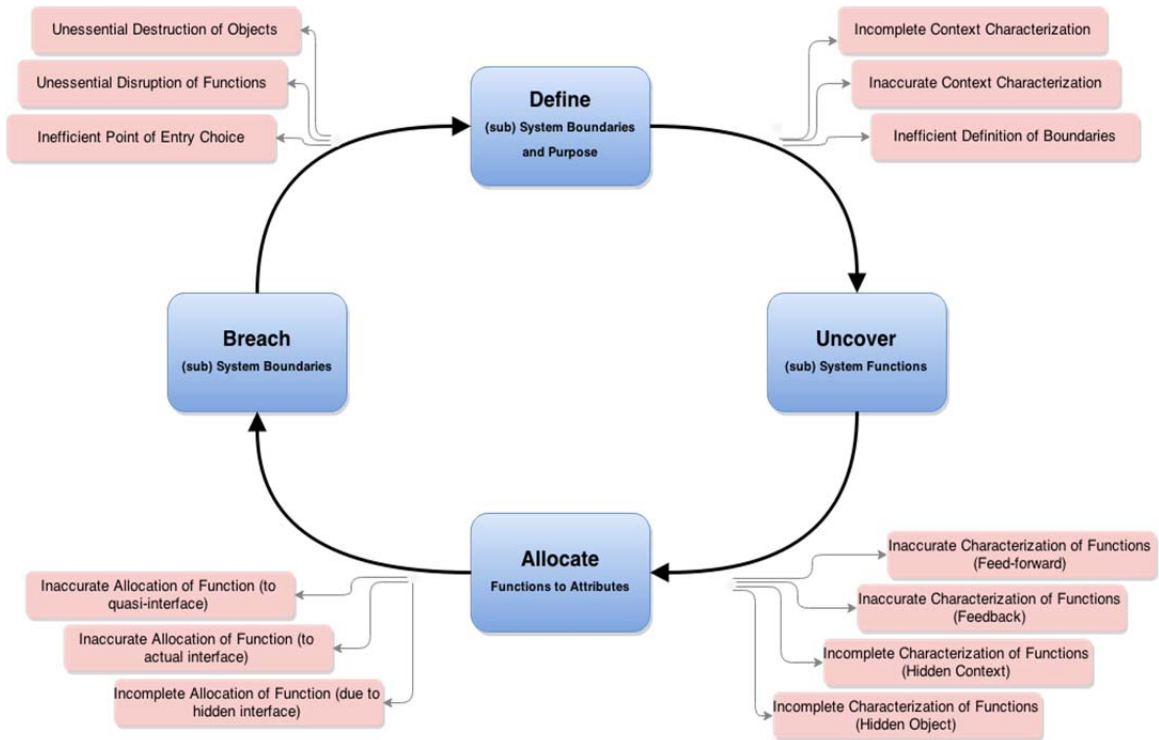 Unessential Destruction of Objects
Unessential Disruption of Functions
Inefficient Point of Entry Choice
Define
(sub) System Boundaries
and Purpose
Incomplete Context Characterization
Inaccurate Context Characterization
Inefficient Definition of Boundaries
Breach
(sub) System Boundaries
Uncover
(sub) System Functions
Allocate
Functions to Attributes
Inaccurate Allocation of Function (to
quasi-interface)
Inaccurate Allocation of Function (to
actual interface)
Incomplete Allocation of Function (due to
hidden interface)
Inaccurate Characterization of Functions
(Feed-forward)
Inaccurate Characterization of Functions
(Feedback)
Incomplete Characterization of Functions
(Hidden Context)
Incomplete Characterization of Functions
(Hidden Object)